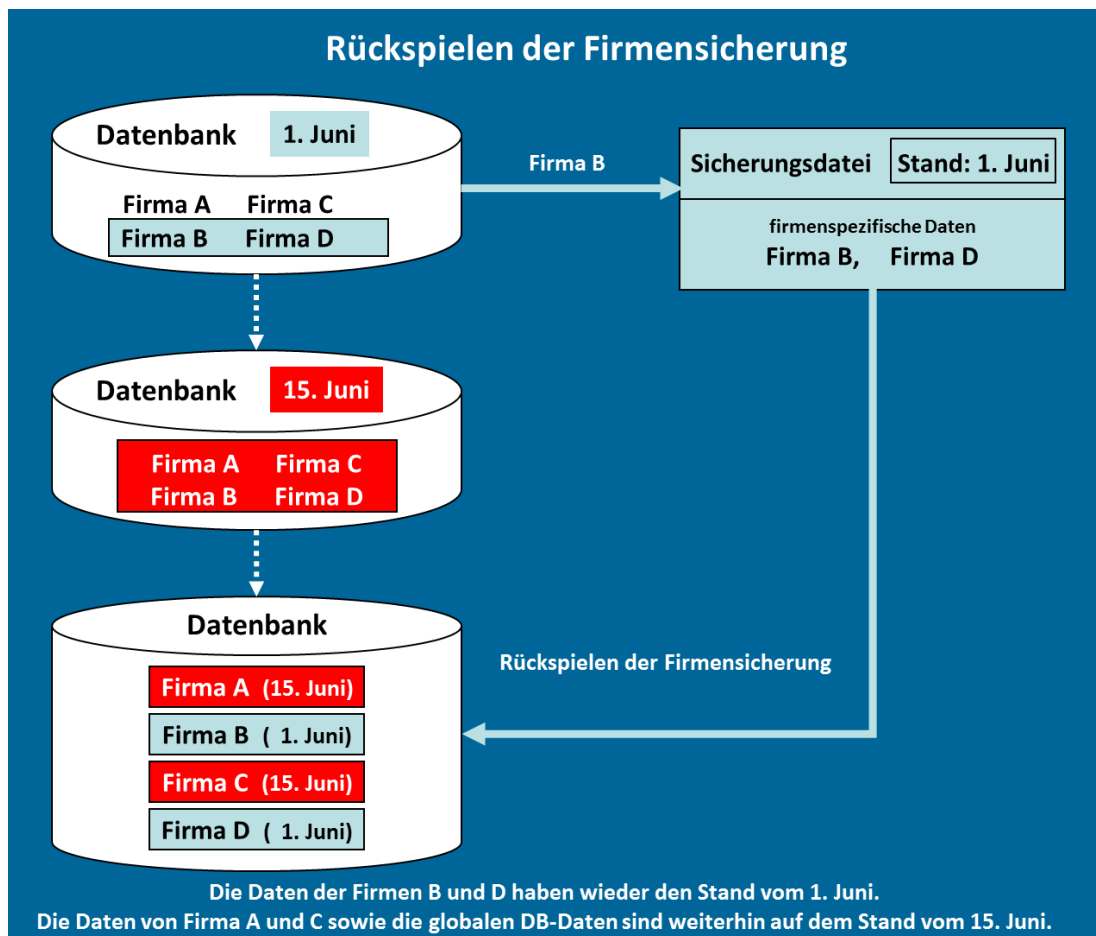 Rückspielen der Firmensicherung
Datenbank 1. Juni
Firma A Firma C
Firma B Firma D
Firma B
Sicherungsdatei Stand: 1. Juni
firmenspezifische Daten
Firma B, Firma D
Datenbank 15. Juni
Firma A Firma C
Firma B Firma D
Datenbank
Firma A (15. Juni)
Firma B ( 1. Juni)
Firma C (15. Juni)
Firma D ( 1. Juni)
Rückspielen der Firmensicherung
Die Daten der Firmen B und D haben wieder den Stand vom 1. Juni.
Die Daten von Firma A und C sowie die globalen DB-Daten sind weiterhin auf dem Stand vom 15. Juni.